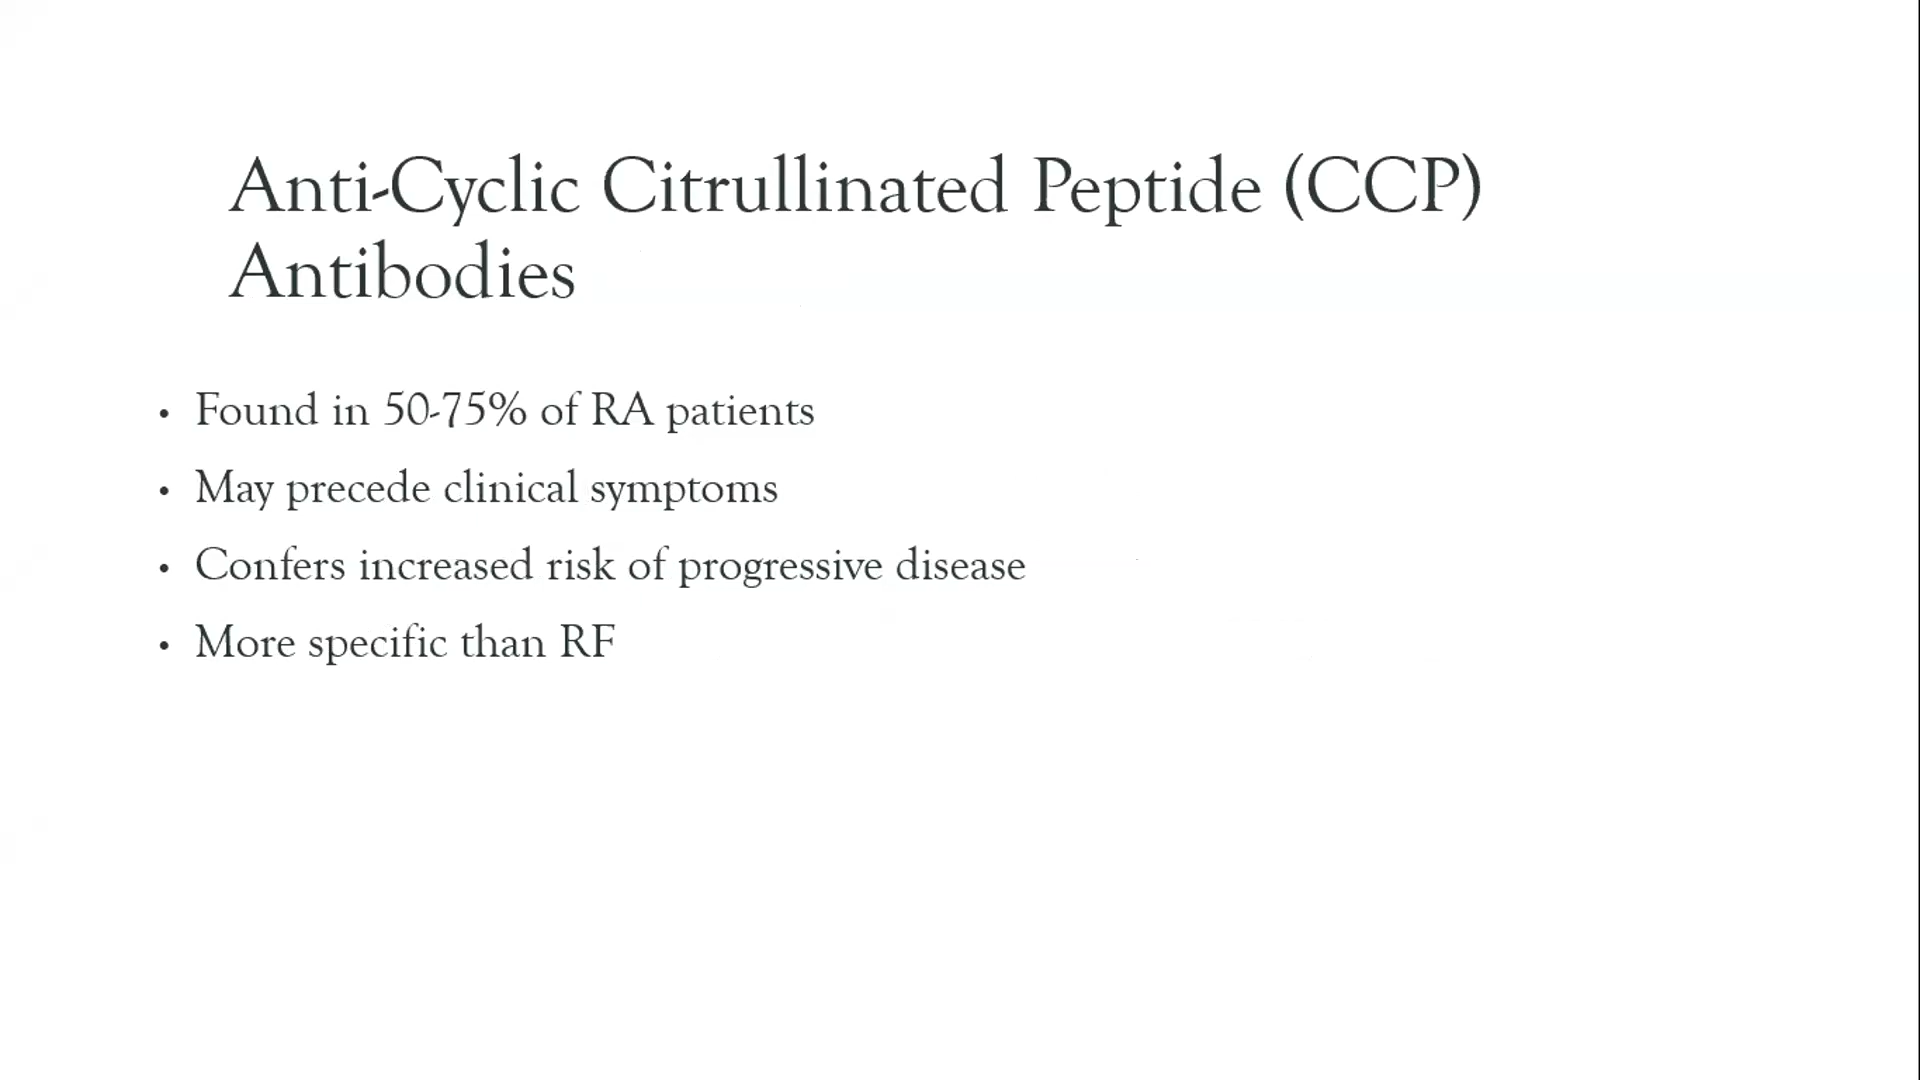 Anti-Cyclic Citrullinated Peptide (CCP)
Antibodies
• Found in 50-75% of RA patients
• May precede clinical symptoms
• Confers increased risk of progressive disease
• More specific than RF